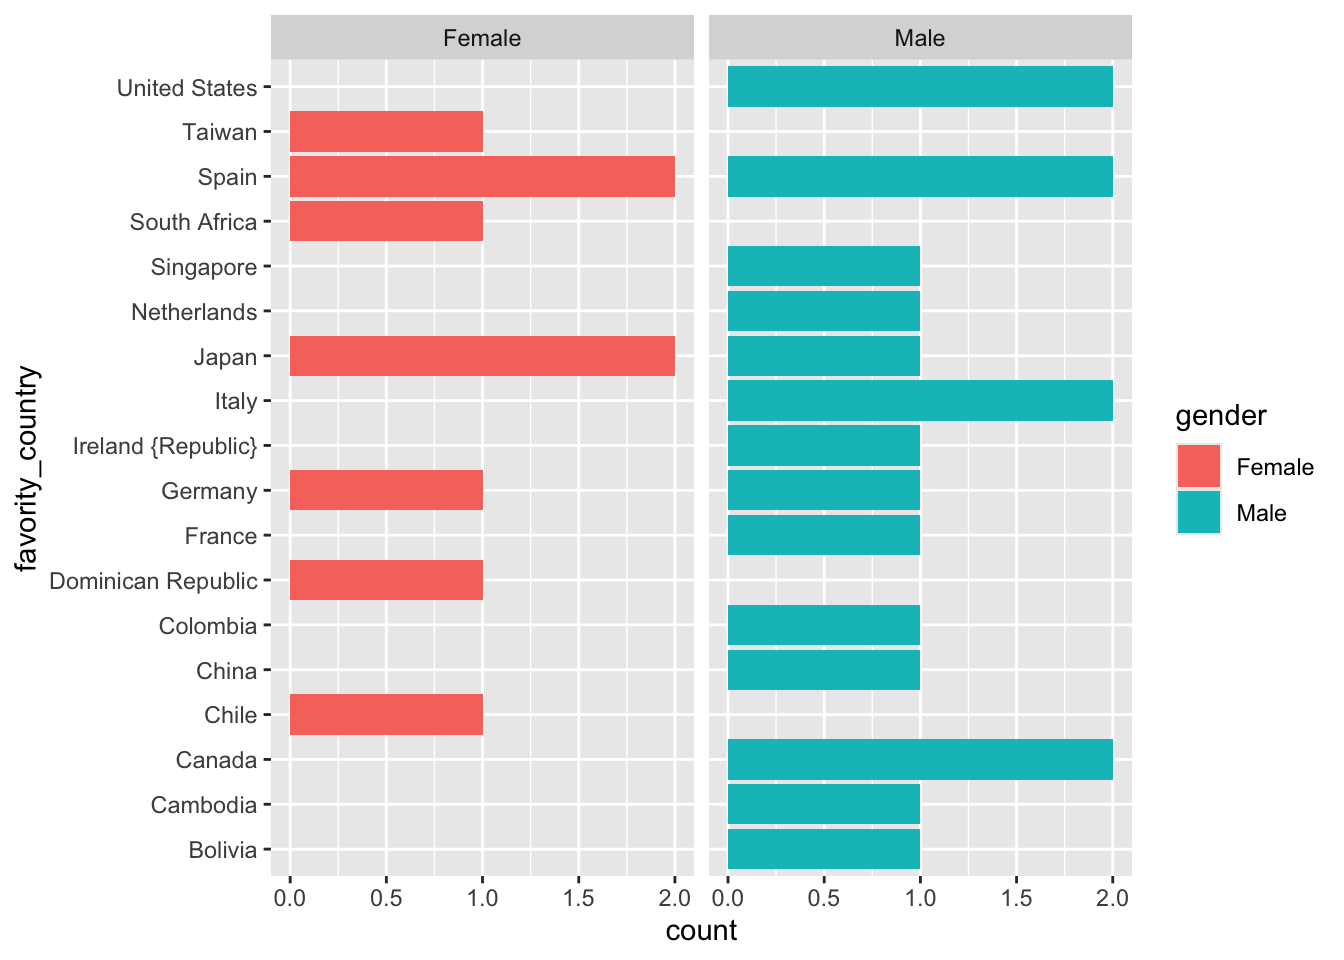 Female
Male
United States
Taiwan
Spain
South Africa
Singapore
Netherlands
Japan
Italy
Ireland {Republic}
Germany
France
Dominican Republic
Colombia
China
Chile
Canada
Cambodia
Bolivia
favority_country
0.0 0.5 1.0 1.5 2.0
0.0 0.5 1.0 1.5 2.0
count
gender
Female
Male